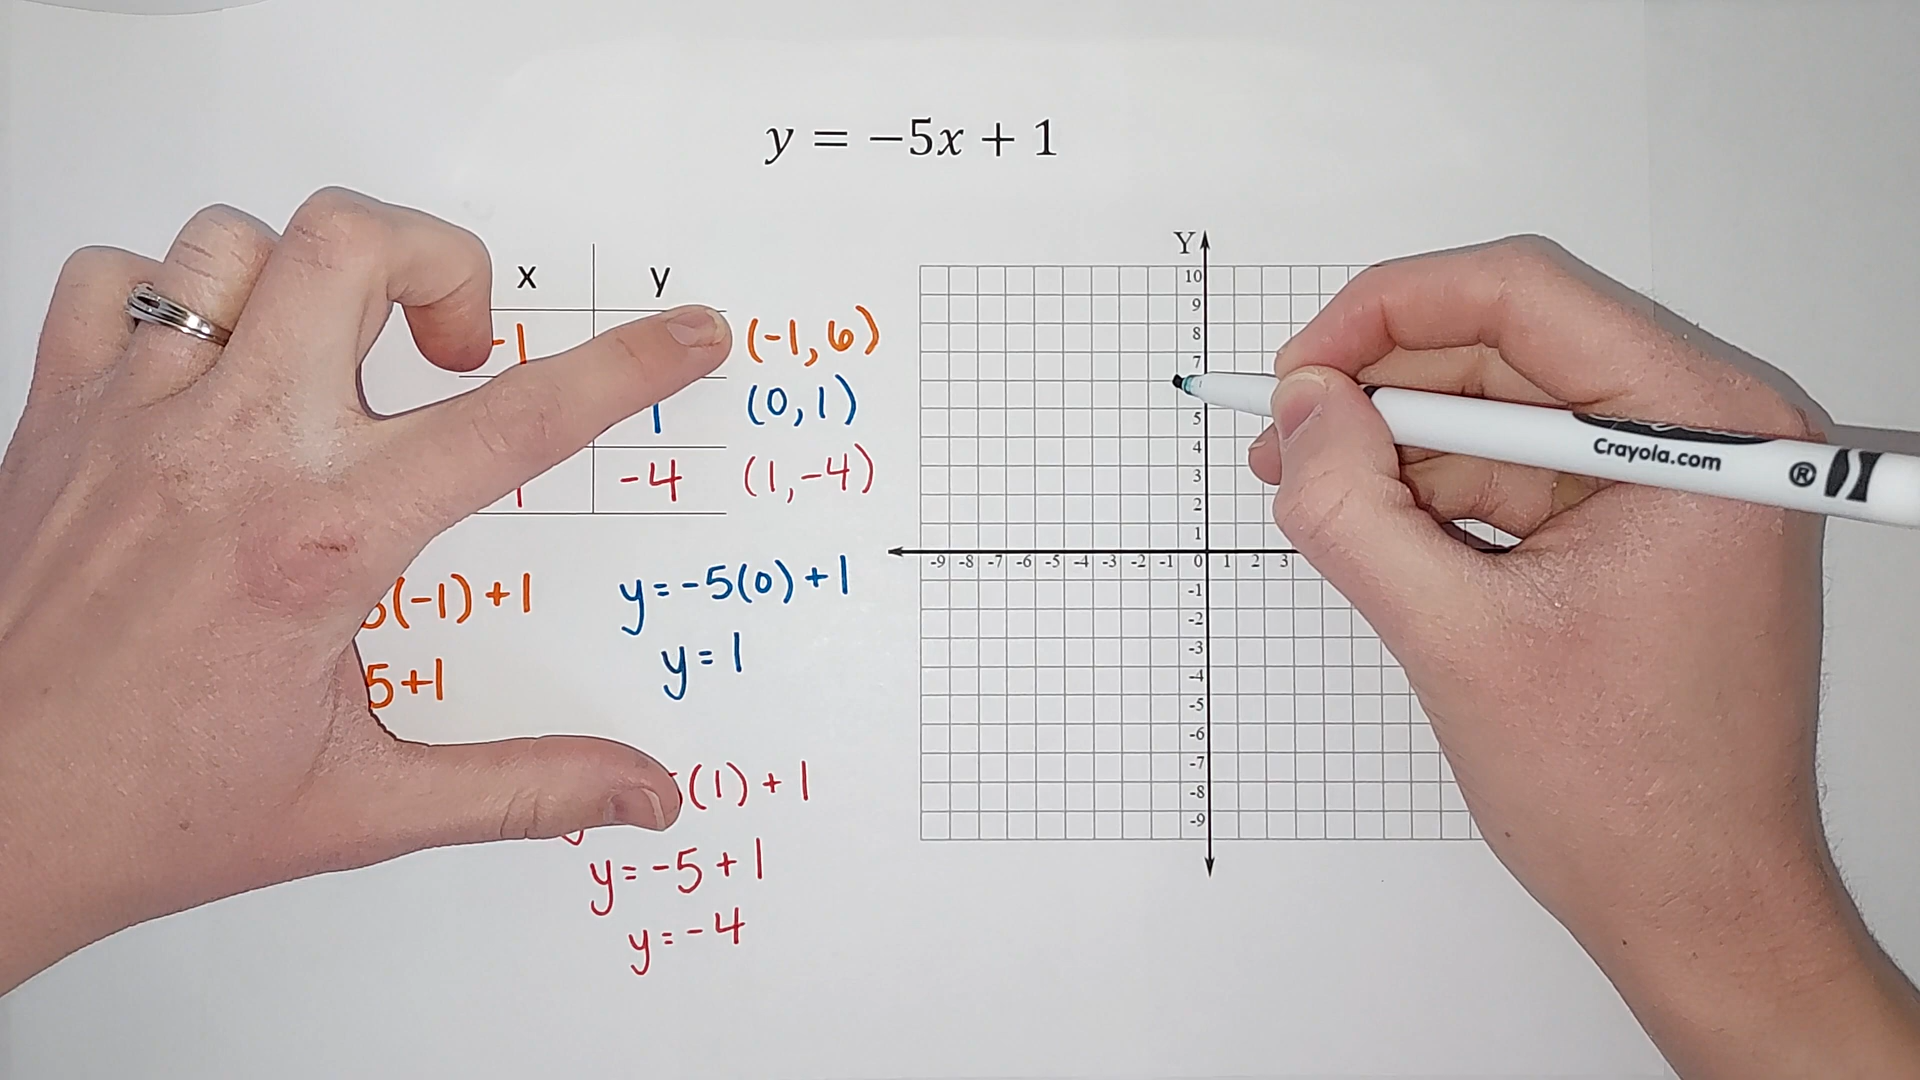 y = −5x + 1
x y
-1 (-1,6)
1 (0,1)
1 -4 (1,-4)
(-1)+1
5+1
y=-5(0)+1
y=1
(1)+1
y=-5+1
y=-4
Y
10
9
8
7
5
4
3
2
1
-9 -8 -7 -6 -5 -4 -3 -2 -1 0 1 2 3
-1
-2
-3
-4
-5
-6
-7
-8
-9
Crayola.com ®